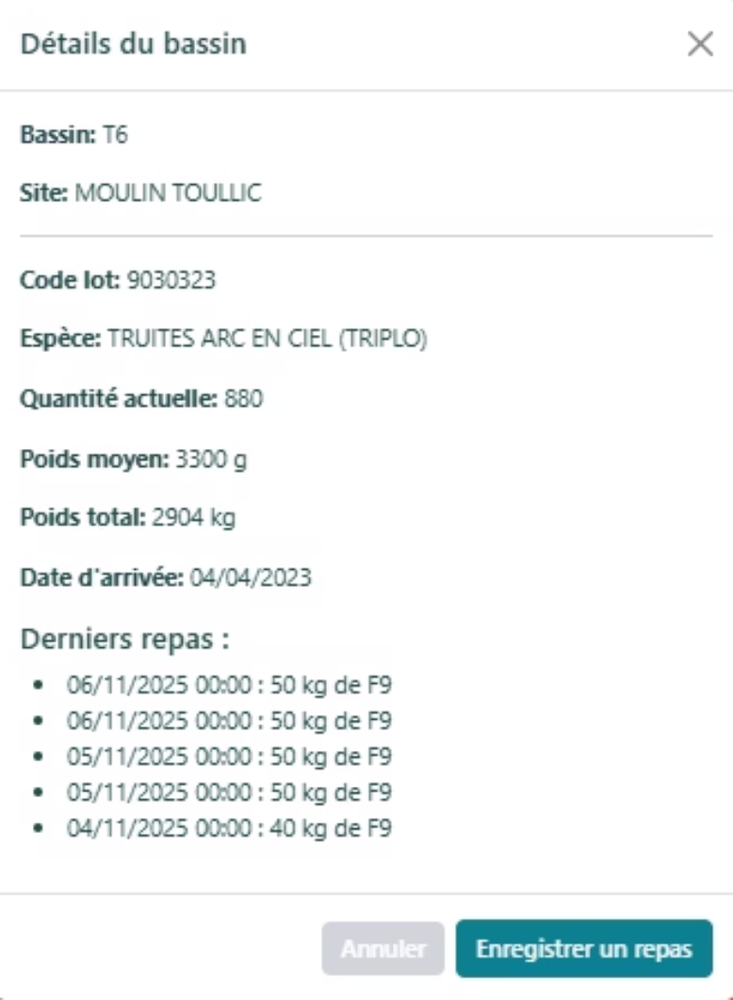 Détails du bassin
Bassin: T6
Site: MOULIN TOULLIC
Code lot: 9030323
Espèce: TRUITES ARC EN CIEL (TRIPLO)
Quantité actuelle: 880
Poids moyen: 3300 g
Poids total: 2904 kg
Date d'arrivée: 04/04/2023
Derniers repas :
• 06/11/2025 00:00 : 50 kg de F9
• 06/11/2025 00:00 : 50 kg de F9
• 05/11/2025 00:00 : 50 kg de F9
• 05/11/2025 00:00 : 50 kg de F9
• 04/11/2025 00:00 : 40 kg de F9
Annuler Enregistrer un repas